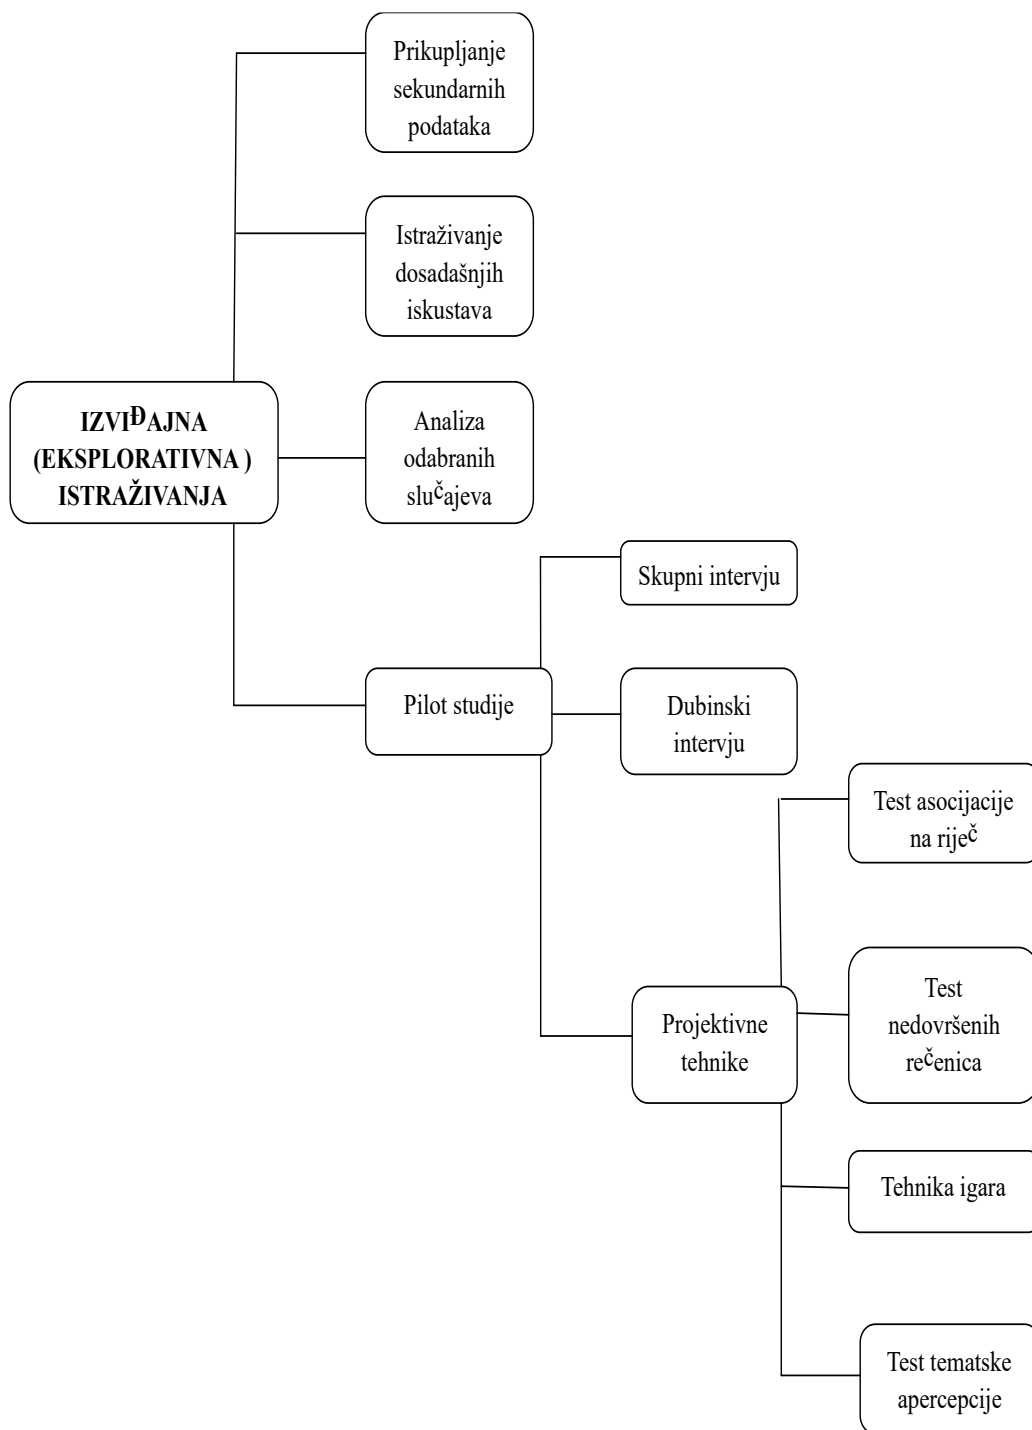 Prikupljanje
sekundarnih
podataka
Istraživanje
dosadašnjih
iskustava
IZVIĐAJNA
(EKSPLORATIVNA )
ISTRAŽIVANJA
Analiza
odabranih
slučajeva
Skupni intervju
Pilot studije
Dubinski
intervju
Test asocijacije
na riječ
Projektivne
tehnike
Test
nedovršenih
rečenica
Tehnika igara
Test tematske
apercepcije